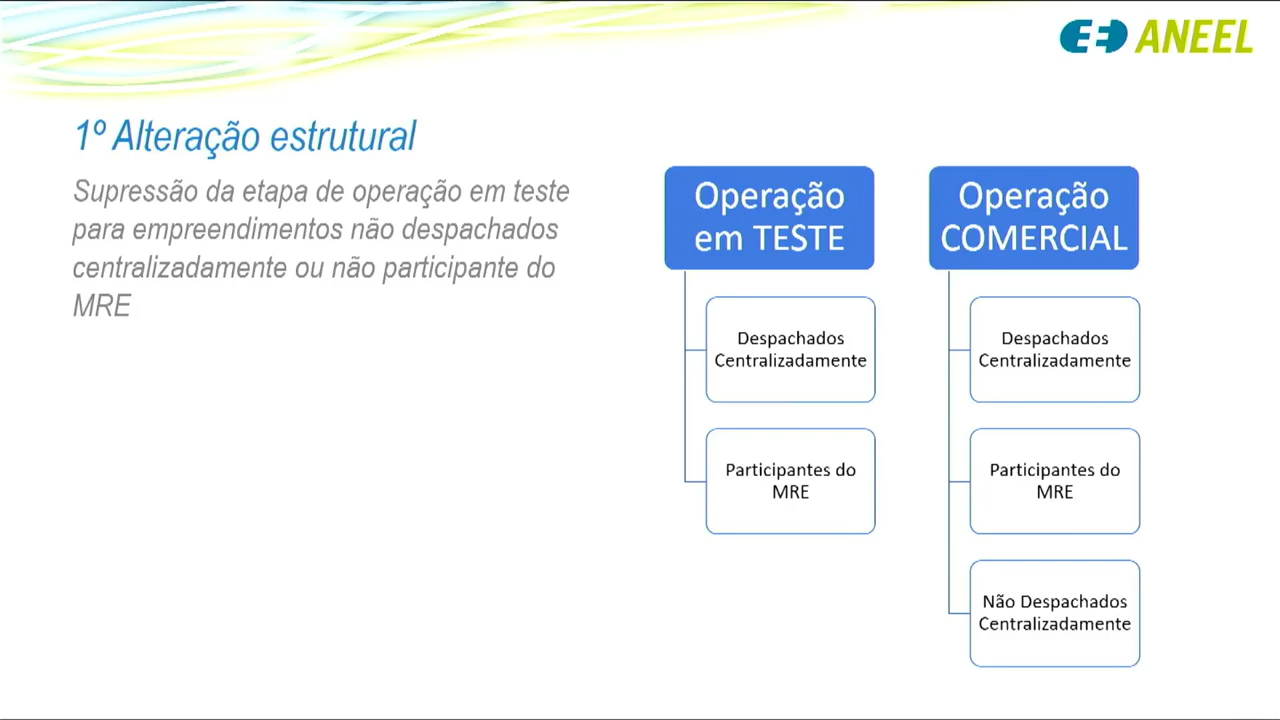 ANEEL
1º Alteração estrutural
Supressão da etapa de operação em teste
para empreendimentos não despachados
centralizadamente ou não participante do
MRE
Operação
em TESTE
Despachados
Centralizadamente
Participantes do
MRE
Operação
COMERCIAL
Despachados
Centralizadamente
Participantes do
MRE
Não Despachados
Centralizadamente